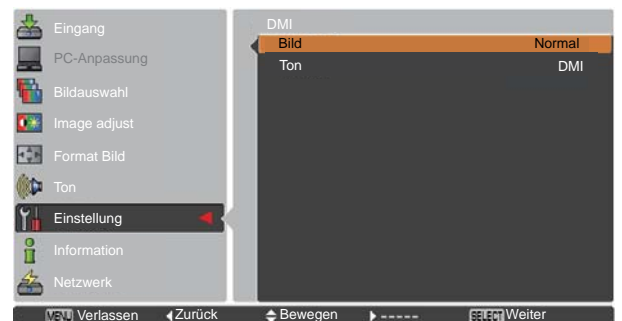 Eingang
PC-Anpassung
Bildauswahl
Image adjust
Format Bild
Ton
Einstellung
Information
Netzwerk
DMI
Bild Normal
Ton DMI
MENU Verlassen Zurück Bewegen ----- SELECT Weiter